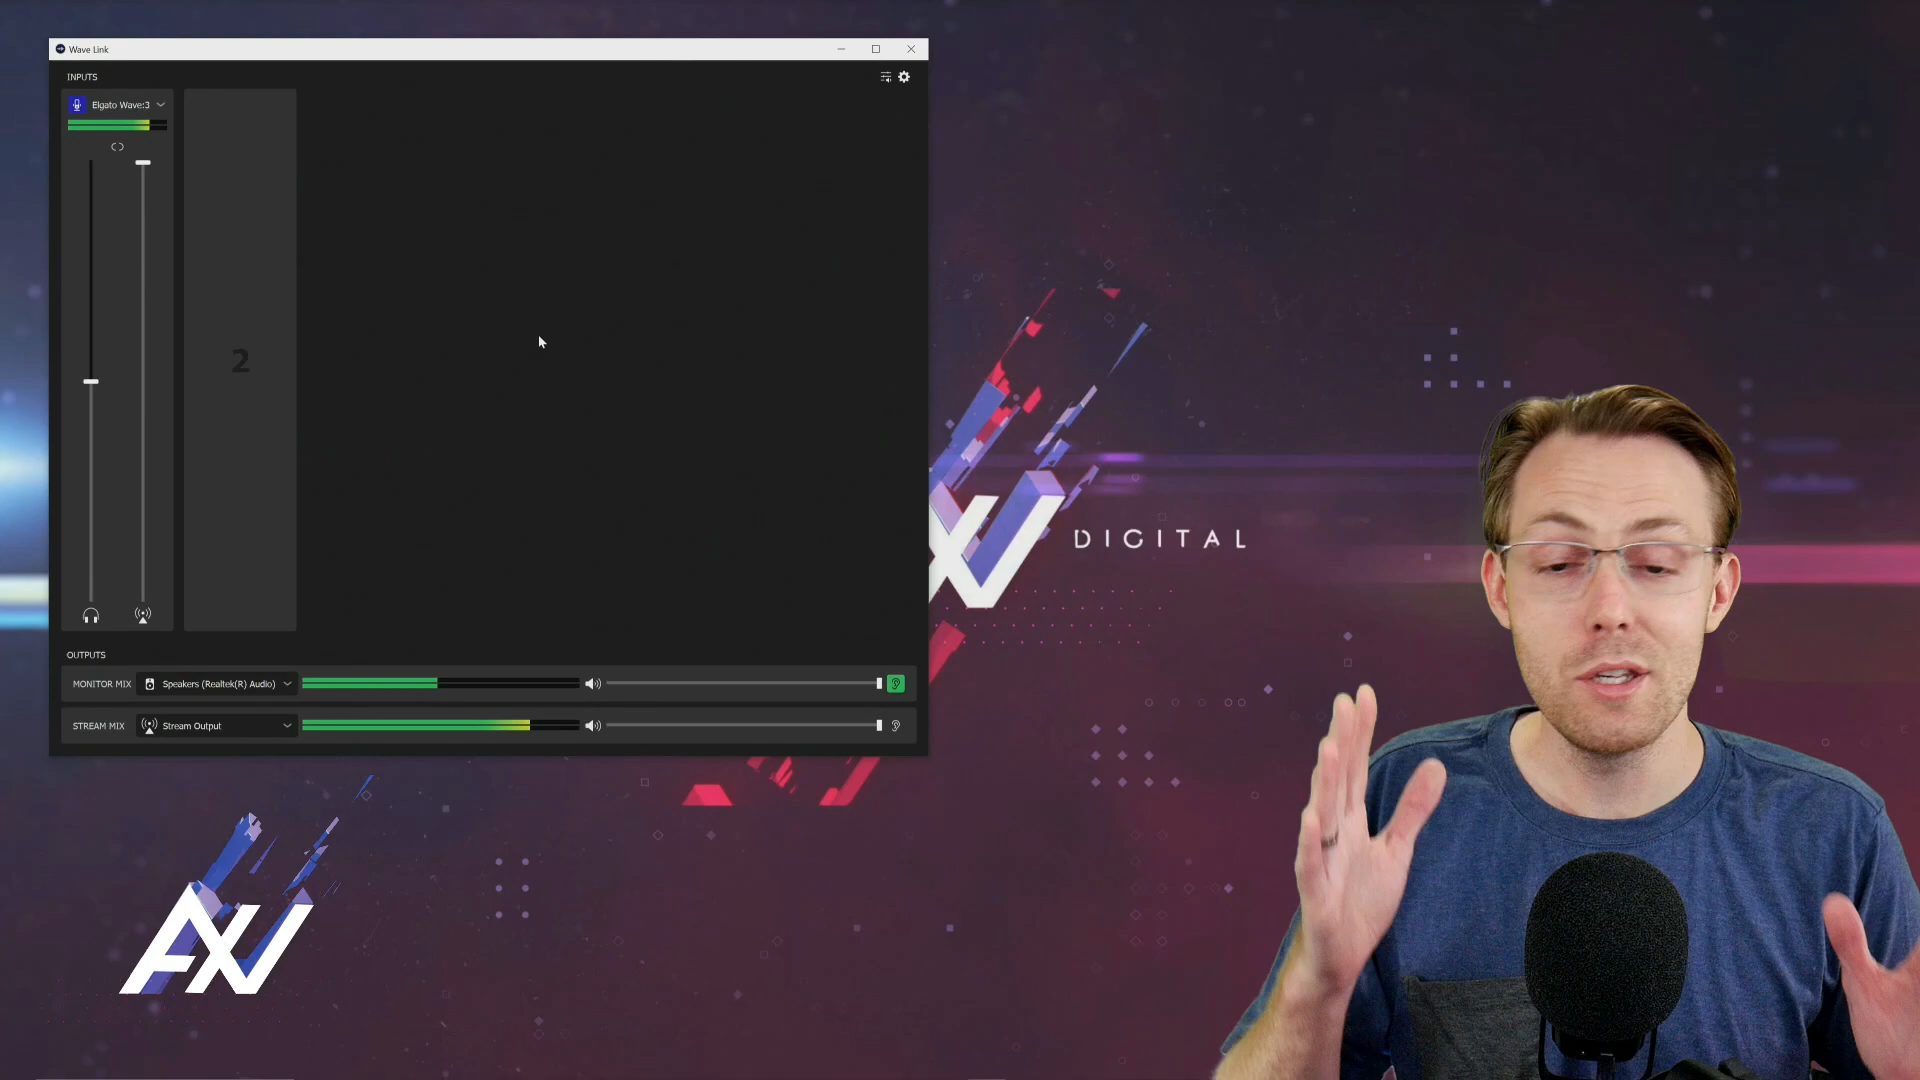 Wave Link
INPUTS
Elgato Wave:3
2
OUTPUTS
MONITOR MIX Speakers (Realtek(R) Audio)
STREAM MIX Stream Output
DIGITAL